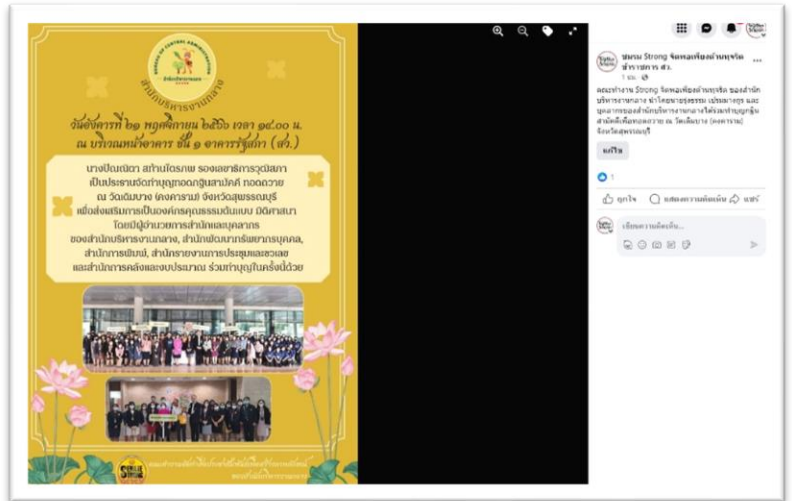 BUREAU OF CENTRAL ADMINISTRATION
สำนักบริหารงานกลาง
วันอังคารที่ ๒๑ พฤศจิกายน ๒๕๖๖ เวลา ๑๔.๐๐ น.
ณ บริเวณหน้าอาคาร ชั้น ๑ อาคารรัฐสภา (สว.)
นางปัณณิตา สท้านไตรภพ รองเลขาธิการวุฒิสภา
เป็นประธานจัดทำบุญทอดกฐินสามัคคี ทอดถวาย
ณ วัดเดิมบาง (คงคาราม) จังหวัดสุพรรณบุรี
เพื่อส่งเสริมการเป็นองค์กรคุณธรรมต้นแบบ มิติศาสนา
โดยมีผู้อำนวยการสำนักและบุคลากร
ของสำนักบริหารงานกลาง, สำนักพัฒนาทรัพยากรบุคคล,
สำนักการพิมพ์, สำนักรายงานการประชุมและชวเลข
และสำนักการคลังและงบประมาณ ร่วมทำบุญในครั้งนี้ด้วย
ชมรม Strong จิตพอเพียงต้านทุจริต
ข้าราชการ สว.
1 ชม.
คณะทำงาน Strong จิตพอเพียงต้านทุจริต ของสำนัก
บริหารงานกลาง นำโดยนายรุ่งธรรม และ
บุคลากรของสำนักบริหารงานกลางได้ร่วมทำบุญกฐิน
สามัคคีเพื่อทอดถวาย ณ วัดเดิมบาง (คงคาราม)
จังหวัดสุพรรณบุรี
แก้ไข
1
ถูกใจ แสดงความคิดเห็น แชร์
เขียนความคิดเห็น...